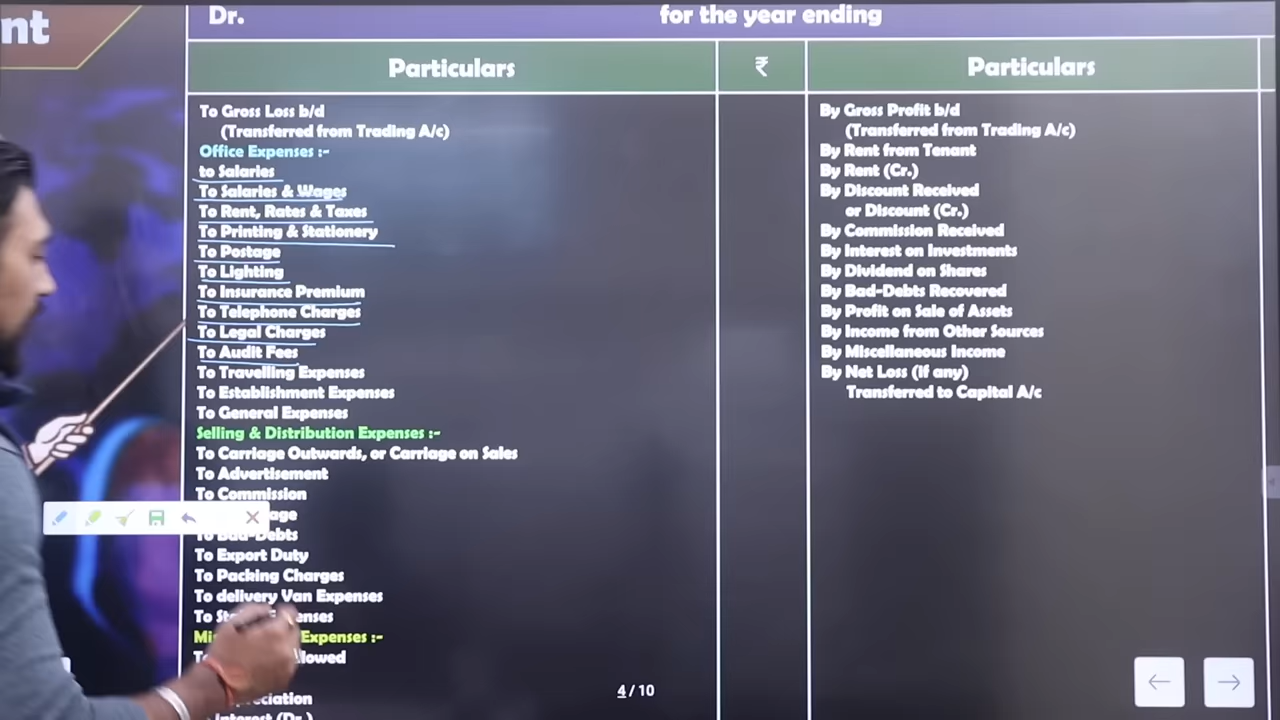 nt
Dr.
for the year ending
Particulars
₹
Particulars
To Gross Loss b/d
(Transferred from Trading A/c)
Office Expenses :-
to Salaries
To Salaries & Wages
To Rent, Rates & Taxes
To Printing & Stationery
To Postage
To Lighting
To Insurance Premium
To Telephone Charges
To Legal Charges
To Audit Fees
To Travelling Expenses
To Establishment Expenses
To General Expenses
Selling & Distribution Expenses :-
To Carriage Outwards, or Carriage on Sales
To Advertisement
To Commission
To Export Duty
To Packing Charges
To delivery Van Expenses
Expenses :-
By Gross Profit b/d
(Transferred from Trading A/c)
By Rent from Tenant
By Rent (Cr.)
By Discount Received
or Discount (Cr.)
By Commission Received
By Interest on Investments
By Dividend on Shares
By Bad-Debts Recovered
By Profit on Sale of Assets
By Income from Other Sources
By Miscellaneous Income
By Net Loss (if any)
Transferred to Capital A/c
4 / 10